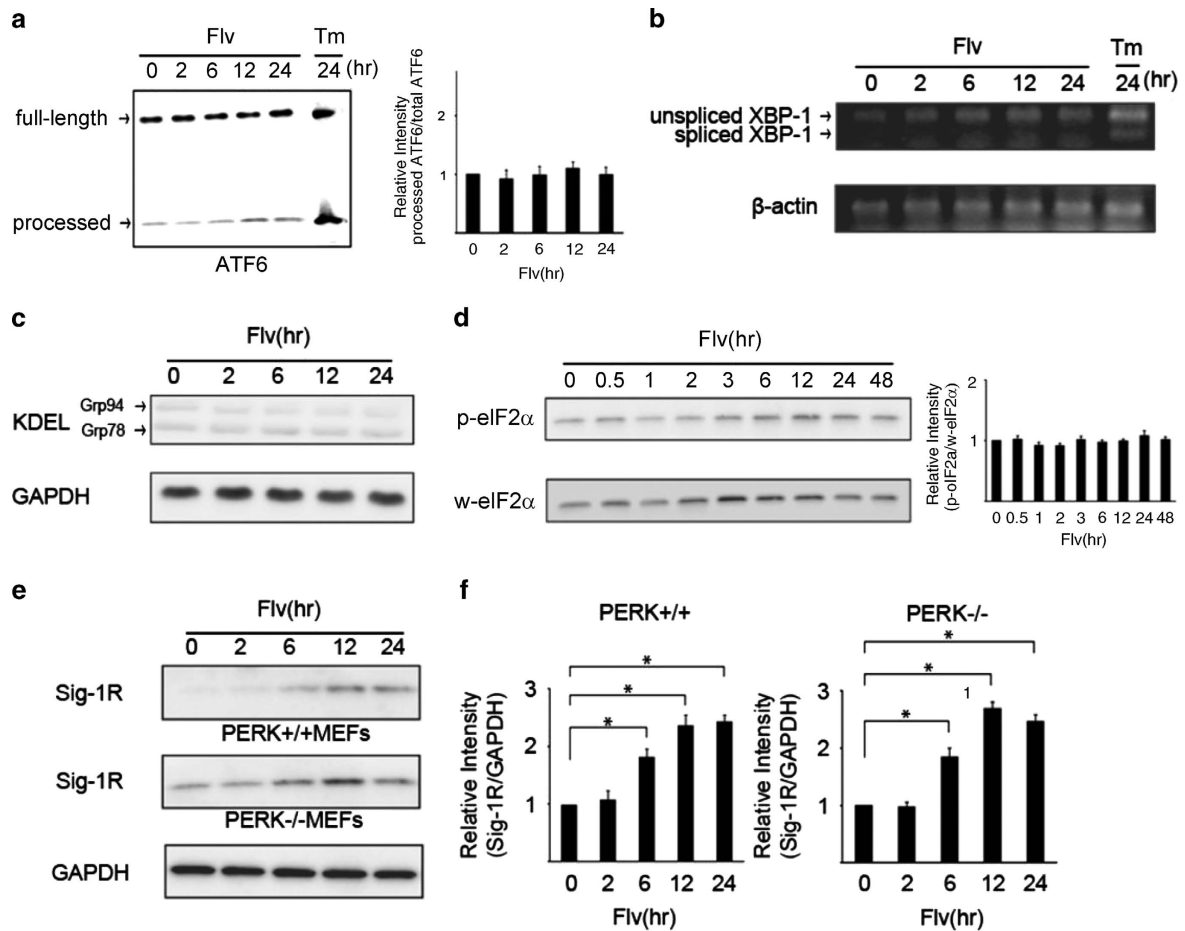 a
Flv Tm
0 2 6 12 24 24 (hr)
full-length
processed
ATF6
Relative Intensity
processed ATF6/total ATF6
2
1
0 2 6 12 24
Flv(hr)
b
Flv Tm
0 2 6 12 24 24 (hr)
unspliced XBP-1
spliced XBP-1
β-actin
c
Flv(hr)
0 2 6 12 24
KDEL
Grp94
Grp78
GAPDH
d
Flv(hr)
0 0.5 1 2 3 6 12 24 48
p-eIF2α
w-eIF2α
Relative Intensity
(p-oIF2a/w-eIF2α)
2
1
0 0.5 1 2 3 6 12 24 48
Flv(hr)
e
Flv(hr)
0 2 6 12 24
Sig-1R
PERK+/+MEFs
Sig-1R
PERK-/-MEFs
GAPDH
f
PERK+/+
*
*
*
Relative Intensity
(Sig-1R/GAPDH)
3
2
1
0 2 6 12 24
Flv(hr)
PERK-/-
*
*
*
1
Relative Intensity
(Sig-1R/GAPDH)
3
2
1
0 2 6 12 24
Flv(hr)